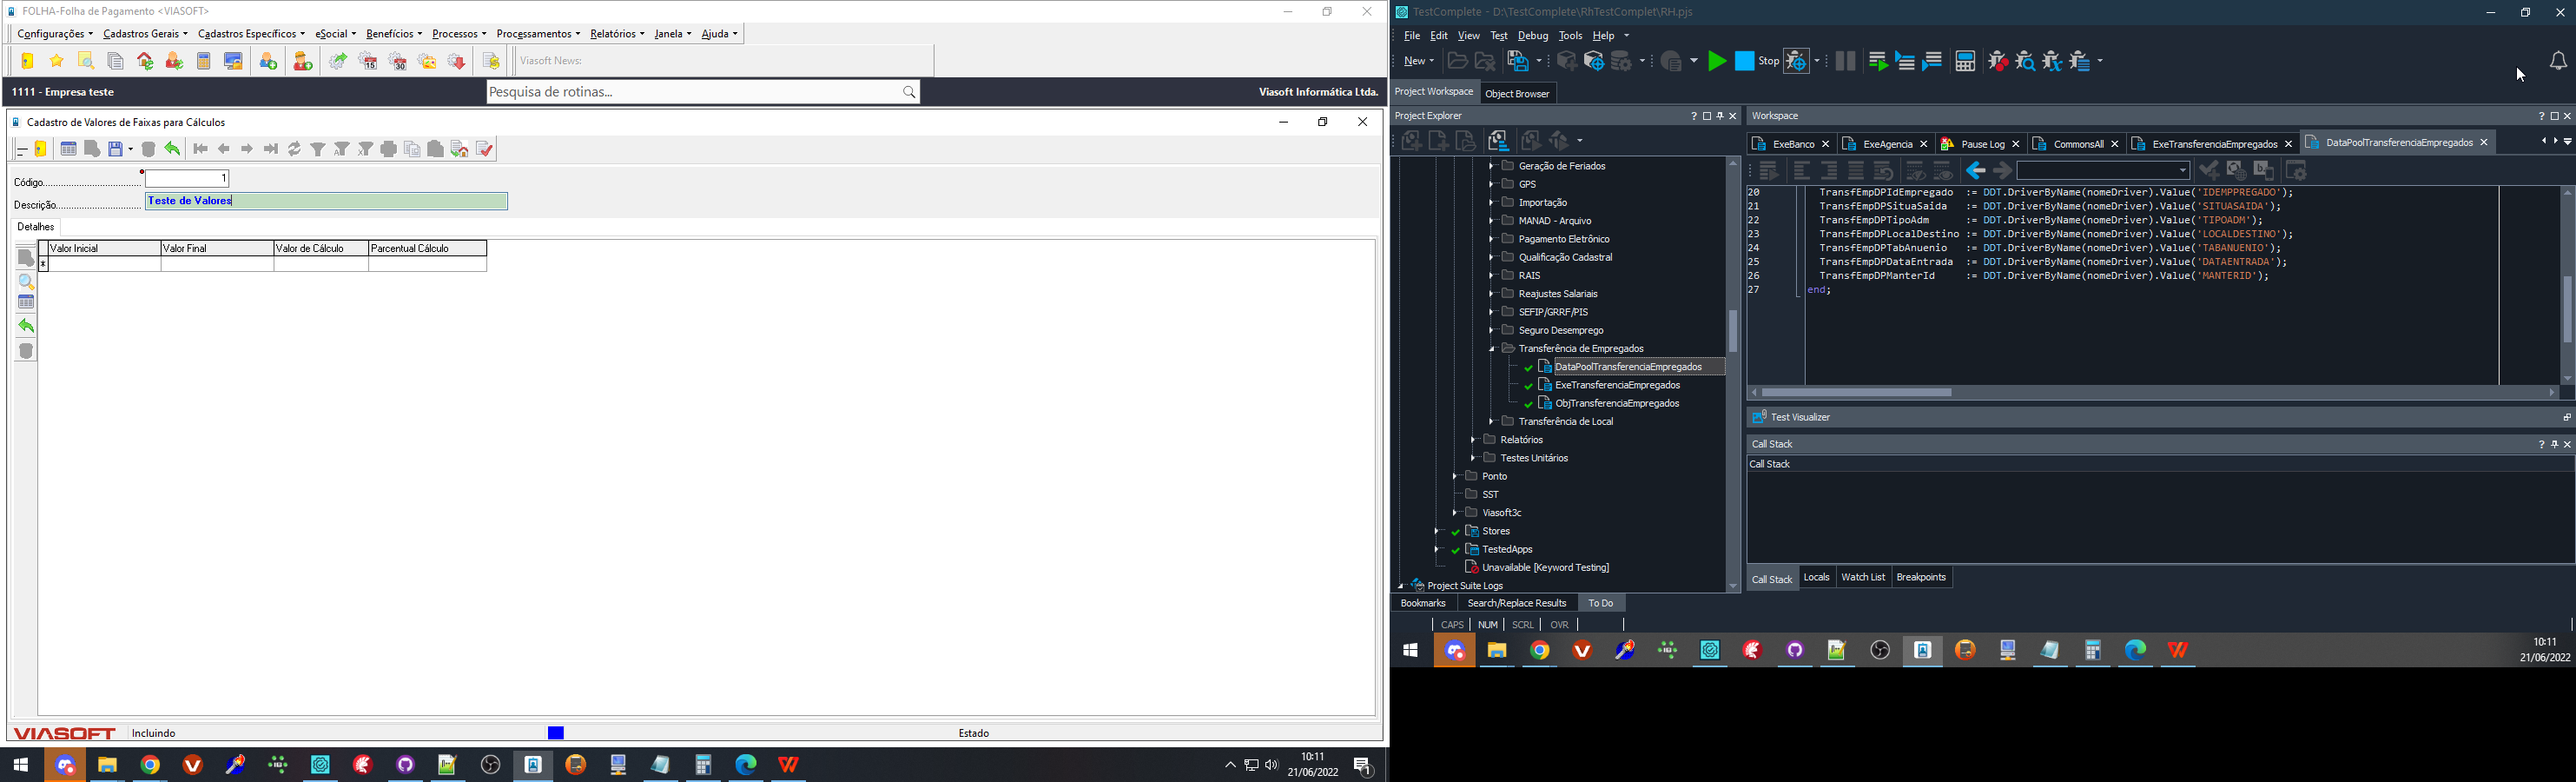 FOLHA-Folha de Pagamento <VIASOFT>
Configurações Cadastros Gerais Cadastros Específicos eSocial Benefícios Processos Processamentos Relatórios Janela Ajuda
15
30
Viasoft News:
1111 - Empresa teste
Pesquisa de rotinas...
Viasoft Informática Ltda.
Cadastro de Valores de Faixas para Cálculos
Código
1
Descrição
Teste de Valores
Detalhes
Valor Inicial Valor Final Valor de Cálculo Parcentual Cálculo
VIASOFT Incluindo Estado
10:11
21/06/2022
1
TestComplete - D:\TestComplete\RhTestComplet\RH.pjs
File Edit View Test Debug Tools Help
New
Stop
Project Workspace Object Browser
Project Explorer
Geração de Feriados
GPS
Importação
MANAD - Arquivo
Pagamento Eletrônico
Qualificação Cadastral
RAIS
Reajustes Salariais
SEFIP/GRRF/PIS
Seguro Desemprego
Transferência de Empregados
DataPoolTransferenciaEmpregados
ExeTransferenciaEmpregados
ObjTransferenciaEmpregados
Transferência de Local
Relatórios
Testes Unitários
Ponto
SST
Viasoft3c
Stores
TestedApps
Unavailable [Keyword Testing]
Project Suite Logs
Bookmarks Search/Replace Results To Do
Workspace
ExeBanco ExeAgencia Pause Log CommonsAll ExeTransferenciaEmpregados DataPoolTransferenciaEmpregados
20 TransfEmpDPIdEmpregado := DDT.DriverByName(nomeDriver).Value('IDEMPPREGADO');
21 TransfEmpDPSituaSaida := DDT.DriverByName(nomeDriver).Value('SITUASAIDA');
22 TransfEmpDPTipoAdm := DDT.DriverByName(nomeDriver).Value('TIPOADM');
23 TransfEmpDPLocalDestino := DDT.DriverByName(nomeDriver).Value('LOCALDESTINO');
24 TransfEmpDPTabAnuenio := DDT.DriverByName(nomeDriver).Value('TABANUENIO');
25 TransfEmpDPDataEntrada := DDT.DriverByName(nomeDriver).Value('DATAENTRADA');
26 TransfEmpDPManterId := DDT.DriverByName(nomeDriver).Value('MANTERID');
27 end;
Test Visualizer
Call Stack
Call Stack
Call Stack Locals Watch List Breakpoints
CAPS NUM SCRL OVR
10:11
21/06/2022